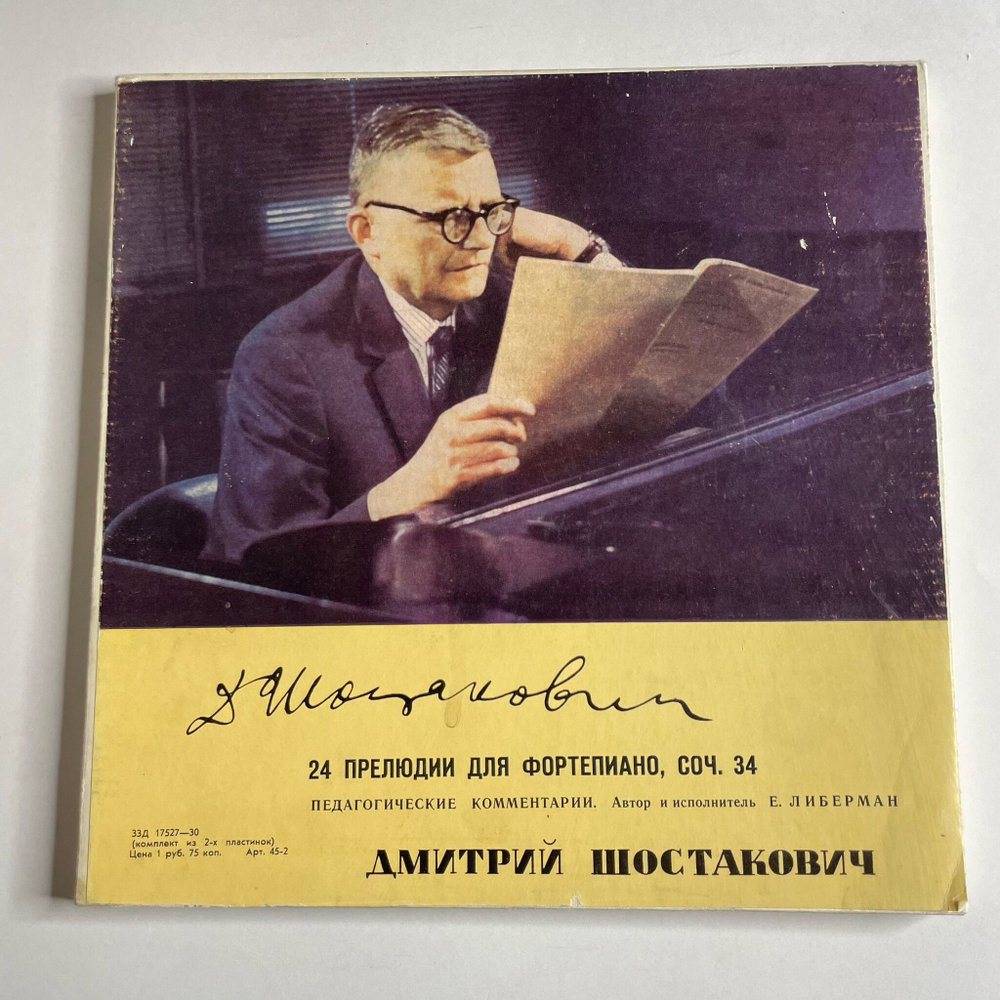 Д Шостакович
24 ПРЕЛЮДИИ ДЛЯ ФОРТЕПИАНО, СОЧ. 34
ПЕДАГОГИЧЕСКИЕ КОММЕНТАРИИ. Автор и исполнитель Е. ЛИБЕРМАН
33Д 17527—30
(комплект из 2-х пластинок)
Цена 1 руб. 75 коп. Арт. 45-2
ДМИТРИЙ ШОСТАКОВИЧ